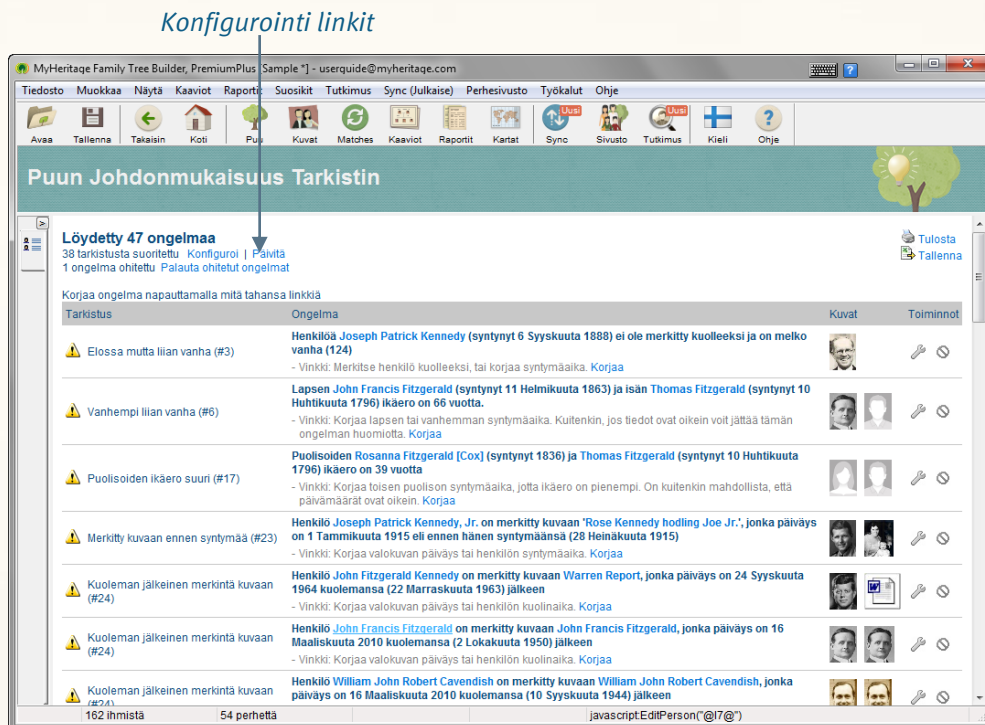 Konfigurointi linkit
MyHeritage Family Tree Builder, PremiumPlus [Sample *] - userguide@myheritage.com
Tiedosto Muokkaa Näytä Kaaviot Raportit Suosikit Tutkimus Sync (Julkaise) Perhesivusto Työkalut Ohje
Uusi Uusi
Avaa Tallenna Takaisin Koti Puu Kuvat Matches Kaaviot Raportit Kartat Sync Sivusto Tutkimus Kieli Ohje
Puun Johdonmukaisuus Tarkistin
Löydetty 47 ongelmaa
38 tarkistusta suoritettu Konfiguroi | Päivitä
1 ongelma ohitettu Palauta ohitetut ongelmat
Tulosta
Tallenna
Korjaa ongelma napauttamalla mitä tahansa linkkiä
Tarkistus Ongelma Kuvat Toiminnot
Elossa mutta liian vanha (#3)
Henkilöä Joseph Patrick Kennedy (syntynyt 6 Syyskuuta 1888) ei ole merkitty kuolleeksi ja on melko
vanha (124)
- Vinkki: Merkitse henkilö kuolleeksi, tai korjaa syntymäaika. Korjaa
Vanhempi liian vanha (#6)
Lapsen John Francis Fitzgerald (syntynyt 11 Helmikuuta 1863) ja isän Thomas Fitzgerald (syntynyt 10
Huhtikuuta 1796) ikäero on 66 vuotta.
- Vinkki: Korjaa lapsen tai vanhemman syntymäaika. Kuitenkin, jos tiedot ovat oikein voit jättää tämän
ongelman huomiotta. Korjaa
Puolisoiden ikäero suuri (#17)
Puolisoiden Rosanna Fitzgerald [Cox] (syntynyt 1836) ja Thomas Fitzgerald (syntynyt 10 Huhtikuuta
1796) ikäero on 39 vuotta
- Vinkki: Korjaa toisen puolison syntymäaika, jotta ikäero on pienempi. On kuitenkin mahdollista, että
päivämäärät ovat oikein. Korjaa
Merkitty kuvaan ennen syntymää (#23)
Henkilö Joseph Patrick Kennedy, Jr. on merkitty kuvaan 'Rose Kennedy hodling Joe Jr.', jonka päiväys
on 1 Tammikuuta 1915 eli ennen hänen syntymäänsä (28 Heinäkuuta 1915)
- Vinkki: Korjaa valokuvan päiväys tai henkilön syntymäaika. Korjaa
Kuoleman jälkeinen merkintä kuvaan
(#24)
Henkilö John Fitzgerald Kennedy on merkitty kuvaan Warren Report, jonka päiväys on 24 Syyskuuta
1964 kuolemansa (22 Marraskuuta 1963) jälkeen
- Vinkki: Korjaa valokuvan päiväys tai henkilön kuolinaika. Korjaa
Kuoleman jälkeinen merkintä kuvaan
(#24)
Henkilö John Francis Fitzgerald on merkitty kuvaan John Francis Fitzgerald, jonka päiväys on 16
Maaliskuuta 2010 kuolemansa (2 Lokakuuta 1950) jälkeen
- Vinkki: Korjaa valokuvan päiväys tai henkilön kuolinaika. Korjaa
Kuoleman jälkeinen merkintä kuvaan
(#24)
Henkilö William John Robert Cavendish on merkitty kuvaan William John Robert Cavendish, jonka
päiväys on 16 Maaliskuuta 2010 kuolemansa (10 Syyskuuta 1944) jälkeen
162 ihmistä 54 perhettä javascript:EditPerson("@I7@")